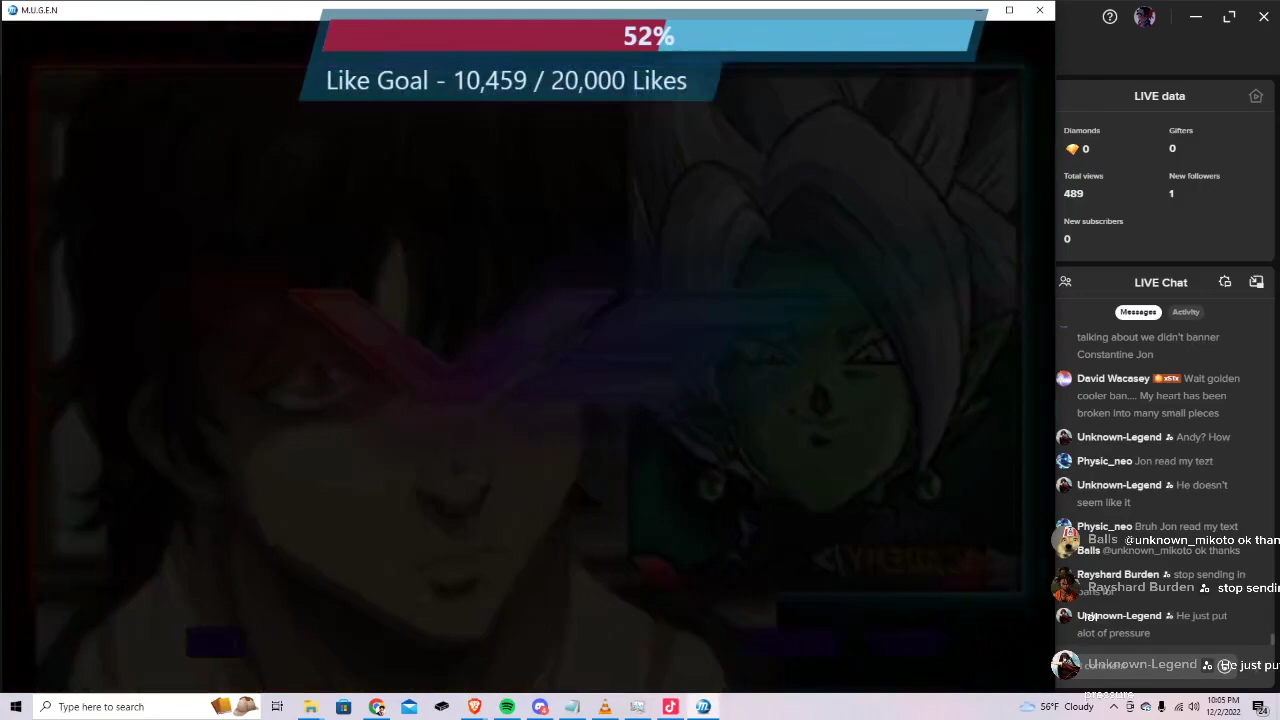 M.U.G.E.N
52%
Like Goal - 10,459 / 20,000 Likes
LIVE data
Diamonds
Gifters
0
0
Total views
New followers
489
1
New subscribers
0
LIVE Chat
Messages
Activity
talking about we didn't banner
Constantine Jon
David Wacasey xSTx Wait golden
cooler ban.... My heart has been
broken into many small pieces
Unknown-Legend Andy? How
Physic_neo Jon read my tezt
Unknown-Legend He doesn't
seem like it
Physic_neo Bruh Jon read my text
Balls @unknown_mikoto ok than
Balls @unknown_mikoto ok thanks
Rayshard Burden stop sending in
Rayshard Burden stop sending
Unknown-Legend He just put
alot of pressure
Unknown-Legend He just put
pressure
Type here to search
56°F Cloudy
10:05 PM
12/2/2022